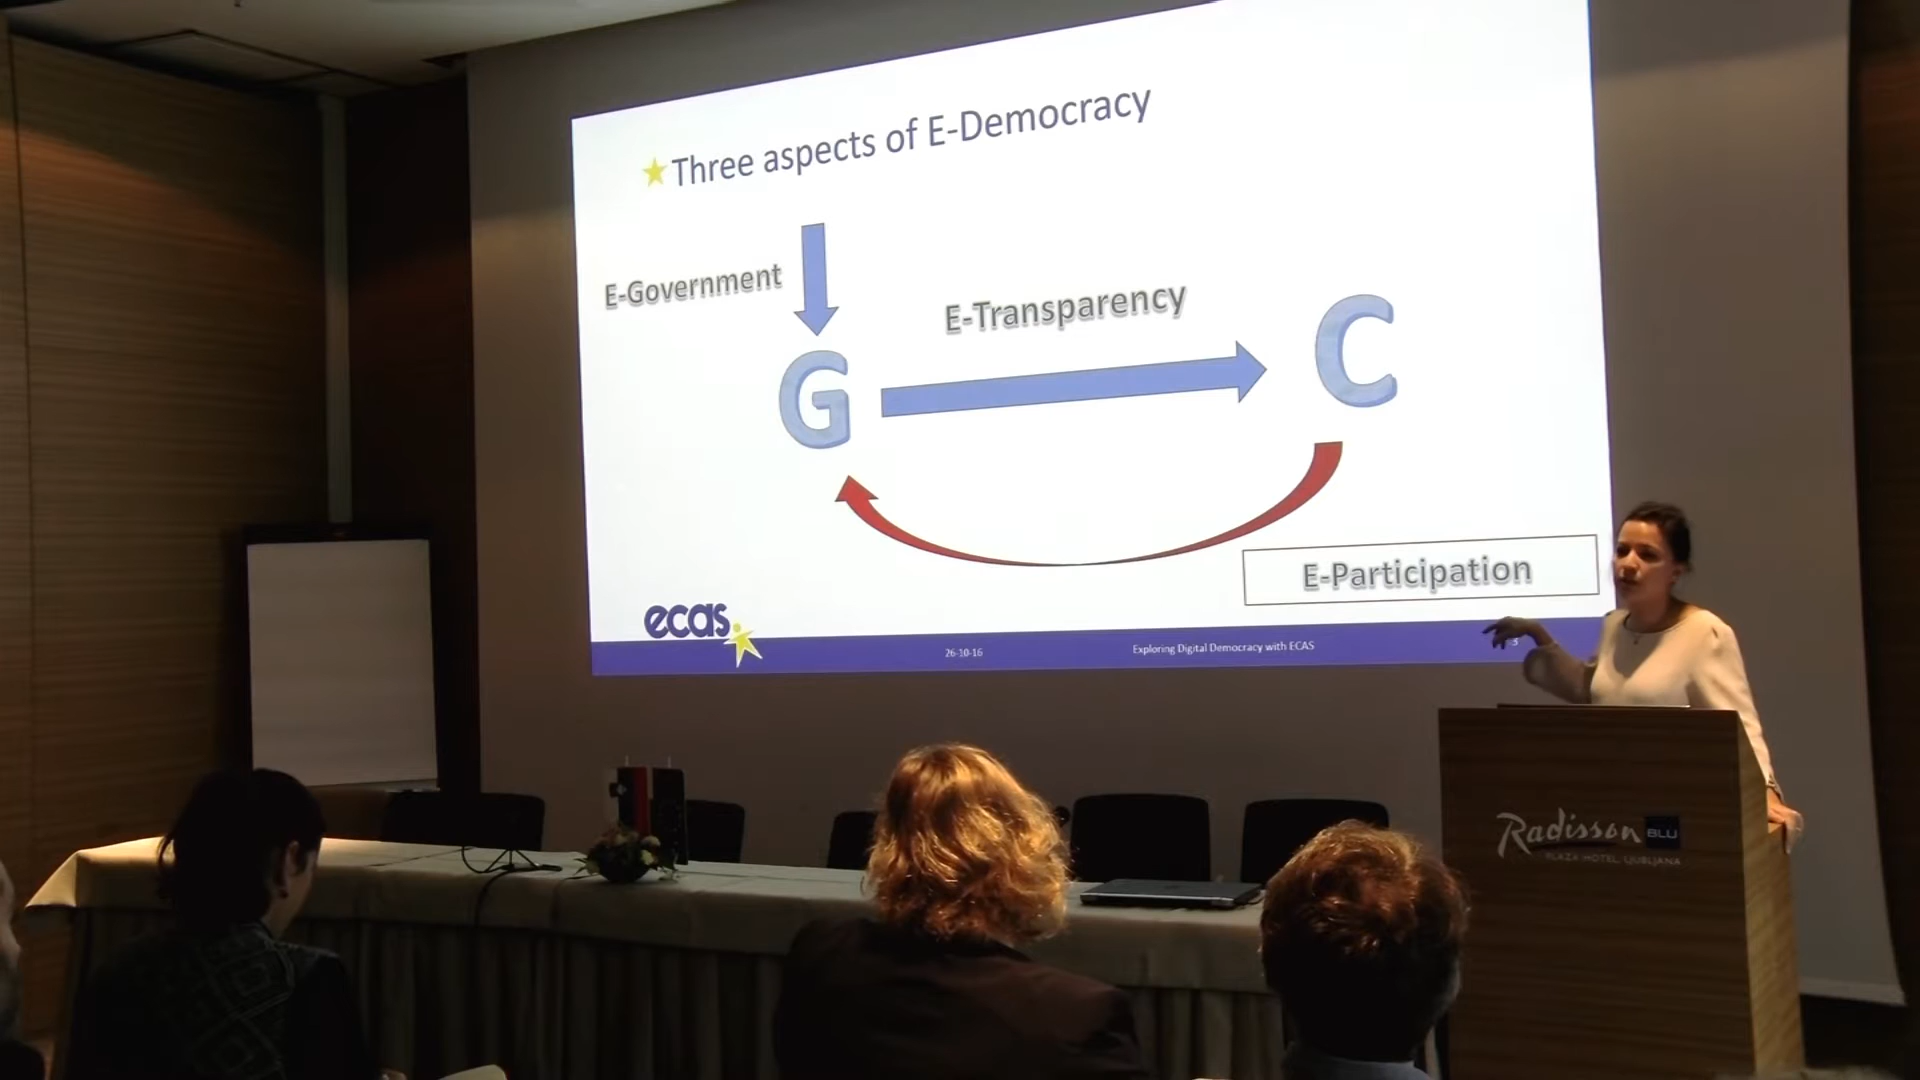 Three aspects of E-Democracy
E-Government
E-Transparency
G
C
E-Participation
ecas
26-10-16
Exploring Digital Democracy with ECAS
3
Radisson BLU
PLAZA HOTEL, LJUBLJANA